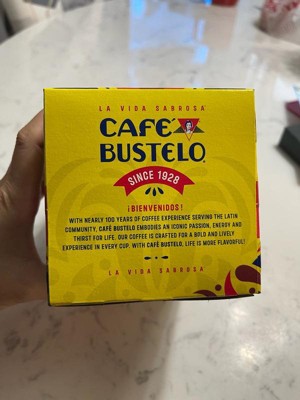 LA VIDA SABROSA
CAFÉ
BUSTELO
SINCE 1928
¡BIENVENIDOS!
WITH NEARLY 100 YEARS OF COFFEE EXPERIENCE SERVING THE LATIN
COMMUNITY, CAFÉ BUSTELO EMBODIES AN ICONIC PASSION, ENERGY AND
THIRST FOR LIFE. OUR COFFEE IS CRAFTED FOR A BOLD AND LIVELY
EXPERIENCE IN EVERY CUP. WITH CAFÉ BUSTELO, LIFE IS MORE FLAVORFUL!
LA VIDA SABROSA